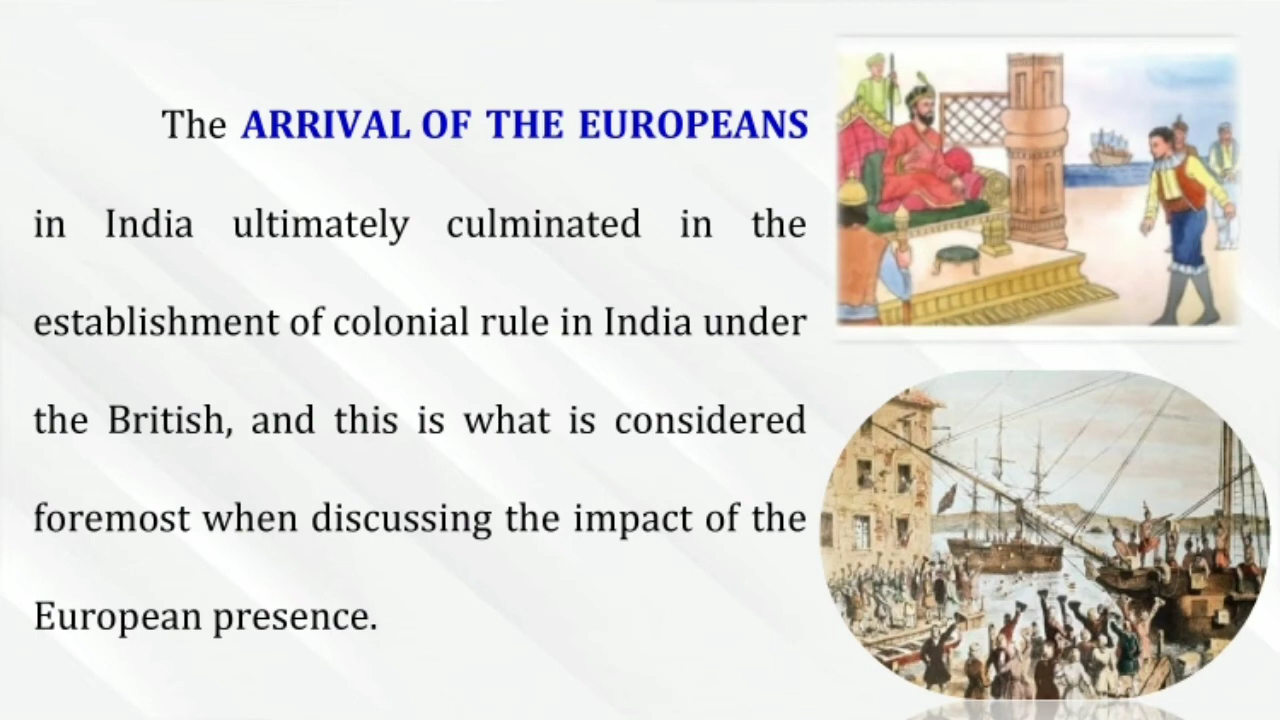 The ARRIVAL OF THE EUROPEANS
in India ultimately culminated in the
establishment of colonial rule in India under
the British, and this is what is considered
foremost when discussing the impact of the
European presence.